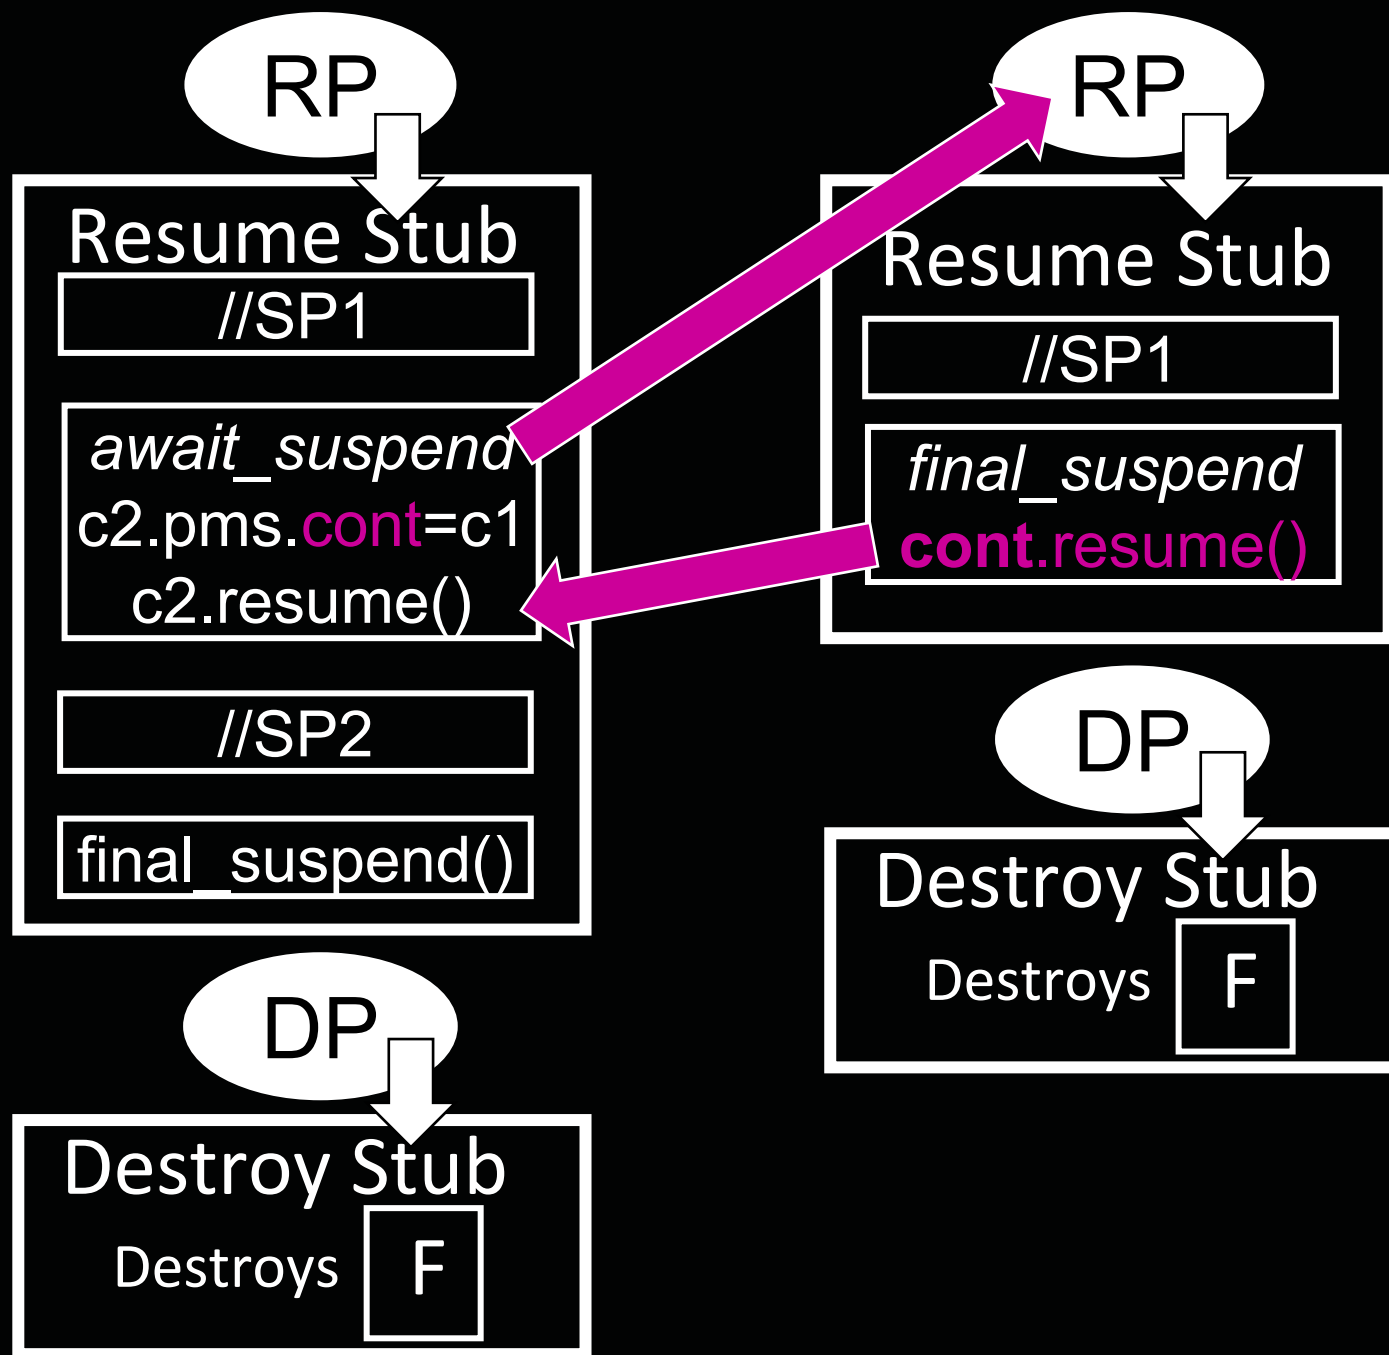 RP
Resume Stub
//SP1
await_suspend
c2.pms.cont=c1
c2.resume()
//SP2
final_suspend()
DP
Destroy Stub
Destroys F
RP
Resume Stub
//SP1
final_suspend
cont.resume()
DP
Destroy Stub
Destroys F